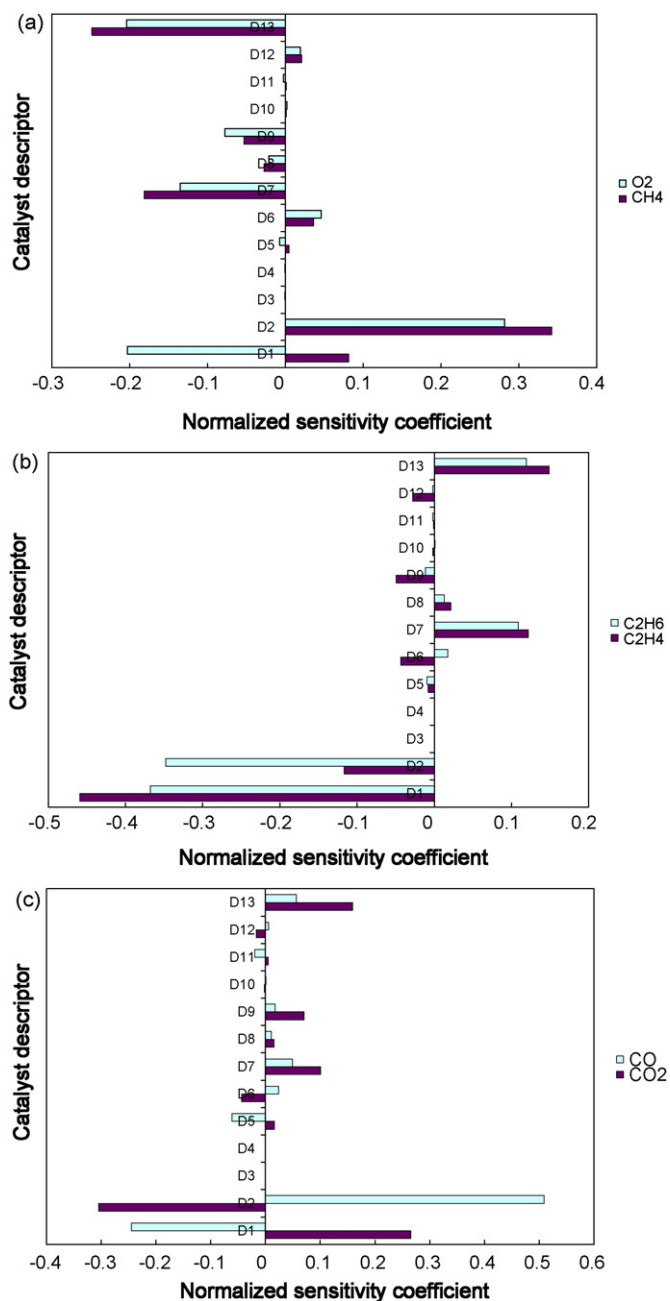 (a)
D13
D12
D11
D10
D9
D8
D7
D6
D5
D4
D3
D2
D1
Catalyst descriptor
O2
CH4
-0.3 -0.2 -0.1 0 0.1 0.2 0.3 0.4
Normalized sensitivity coefficient
(b)
D13
D12
D11
D10
D9
D8
D7
D6
D5
D4
D3
D2
D1
Catalyst descriptor
C2H6
C2H4
-0.5 -0.4 -0.3 -0.2 -0.1 0 0.1 0.2
Normalized sensitivity coefficient
(c)
D13
D12
D11
D10
D9
D8
D7
D6
D5
D4
D3
D2
D1
Catalyst descriptor
CO
CO2
-0.4 -0.3 -0.2 -0.1 0 0.1 0.2 0.3 0.4 0.5 0.6
Normalized sensitivity coefficient